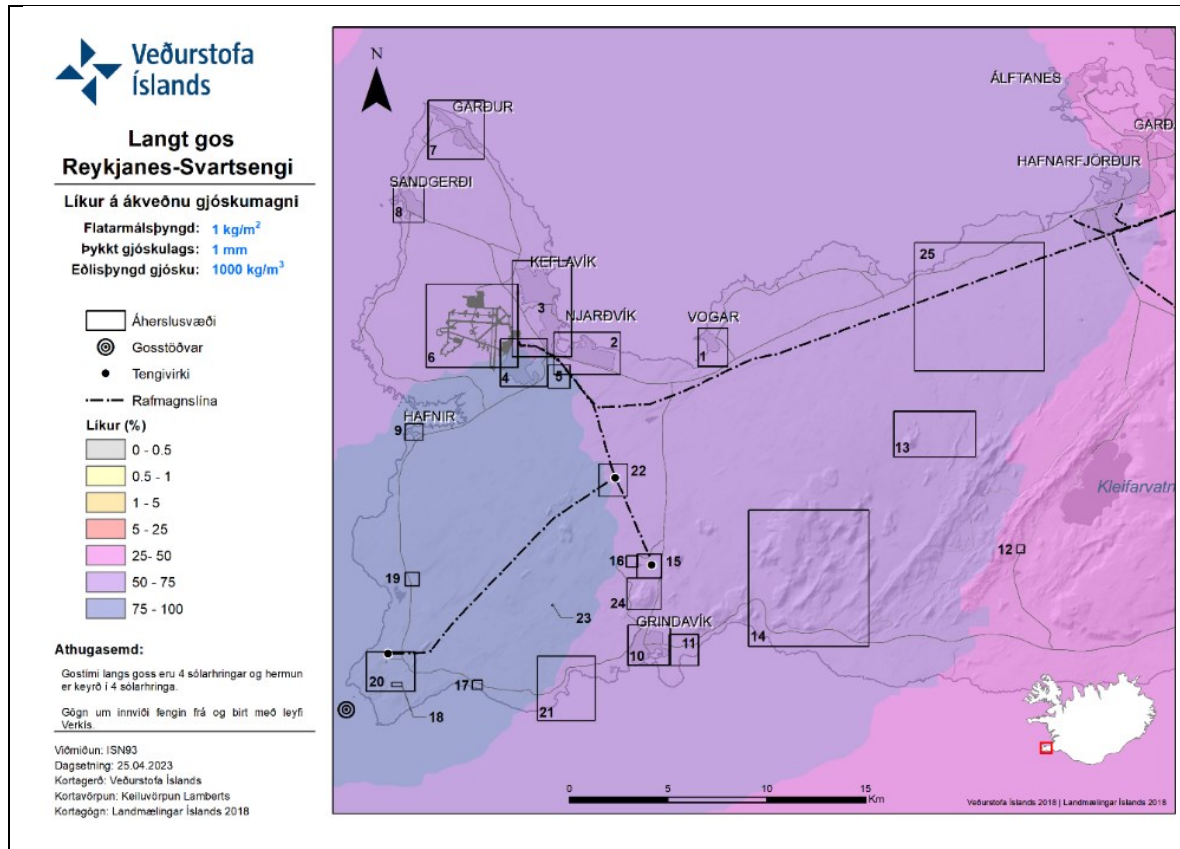 Veðurstofa
Íslands
Langt gos
Reykjanes-Svartsengi
Líkur á ákveðnu gjóskumagni
Flatarmálsþyngd: 1 kg/m²
Þykkt gjóskulags: 1 mm
Eðlisþyngd gjósku: 1000 kg/m³
Áherslusvæði
Gosstöðvar
Tengivirki
Rafmagnslína
Líkur (%)
0 - 0.5
0.5 - 1
1 - 5
5 - 25
25- 50
50 - 75
75 - 100
Athugasemd:
Gostími langs goss eru 4 sólarhringar og hermun
er keyrð í 4 sólarhringa.
Gögn um innviði fengin frá og birt með leyfi
Verkís.
Viðmiðun: ISN93
Dagsetning: 25.04.2023
Kortagerð: Veðurstofa Íslands
Kortavörpun: Keiluvörpun Lamberts
Kortagögn: Landmælingar Íslands 2018
N
ÁLFTANES
GARÐUR
7
GARÐA
HAFNARFJÖRÐUR
SANDGERÐI
8
25
KEFLAVÍK
3
NJARÐVÍK
VOGAR
2
1
6
4
5
HAFNIR
9
13
22
Kleifarvatn
12
16
15
19
24
23
GRINDAVÍK
14
11
10
20
17
21
18
0 5 10 15
Km
Veðurstofa Íslands 2018 | Landmælingar Íslands 2018